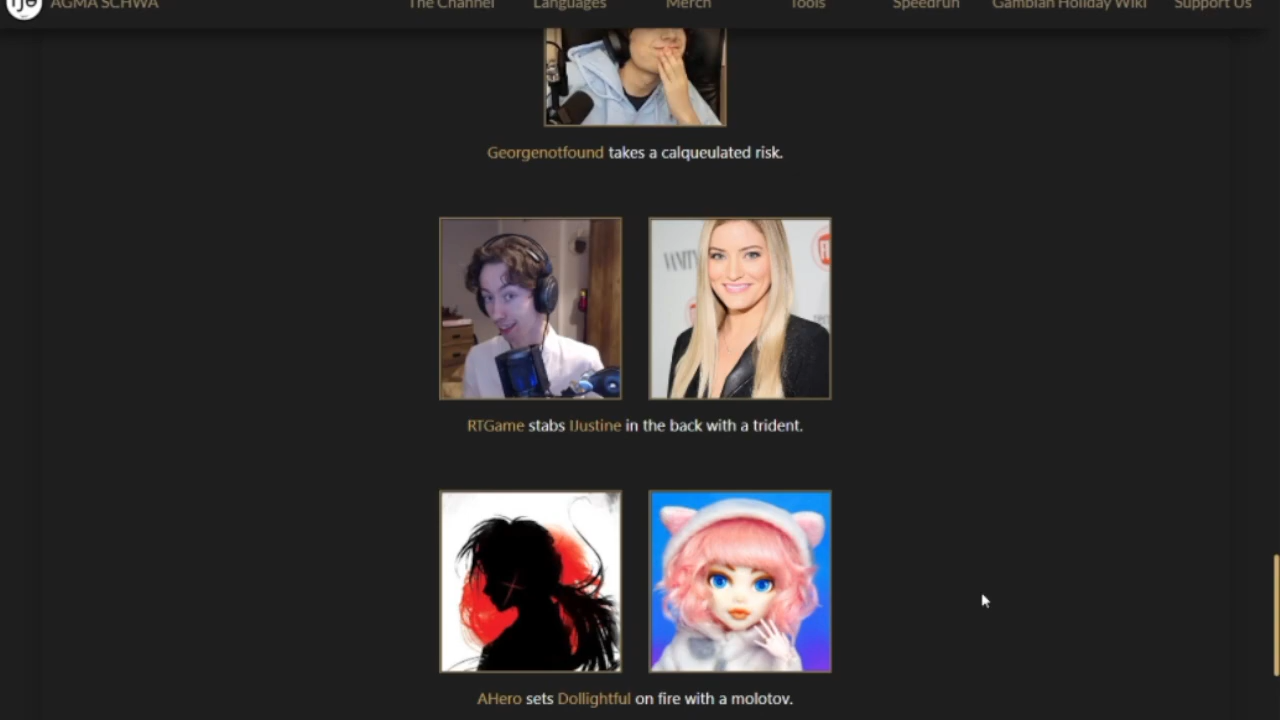 AGMA SCHWA
The Channel
Languages
Merch
Tools
Speedrun
Gambian Holiday Wiki
Support Us
Georgenotfound takes a calqueulated risk.
VANITY
RTGame stabs IJustine in the back with a trident.
AHero sets Dollightful on fire with a molotov.